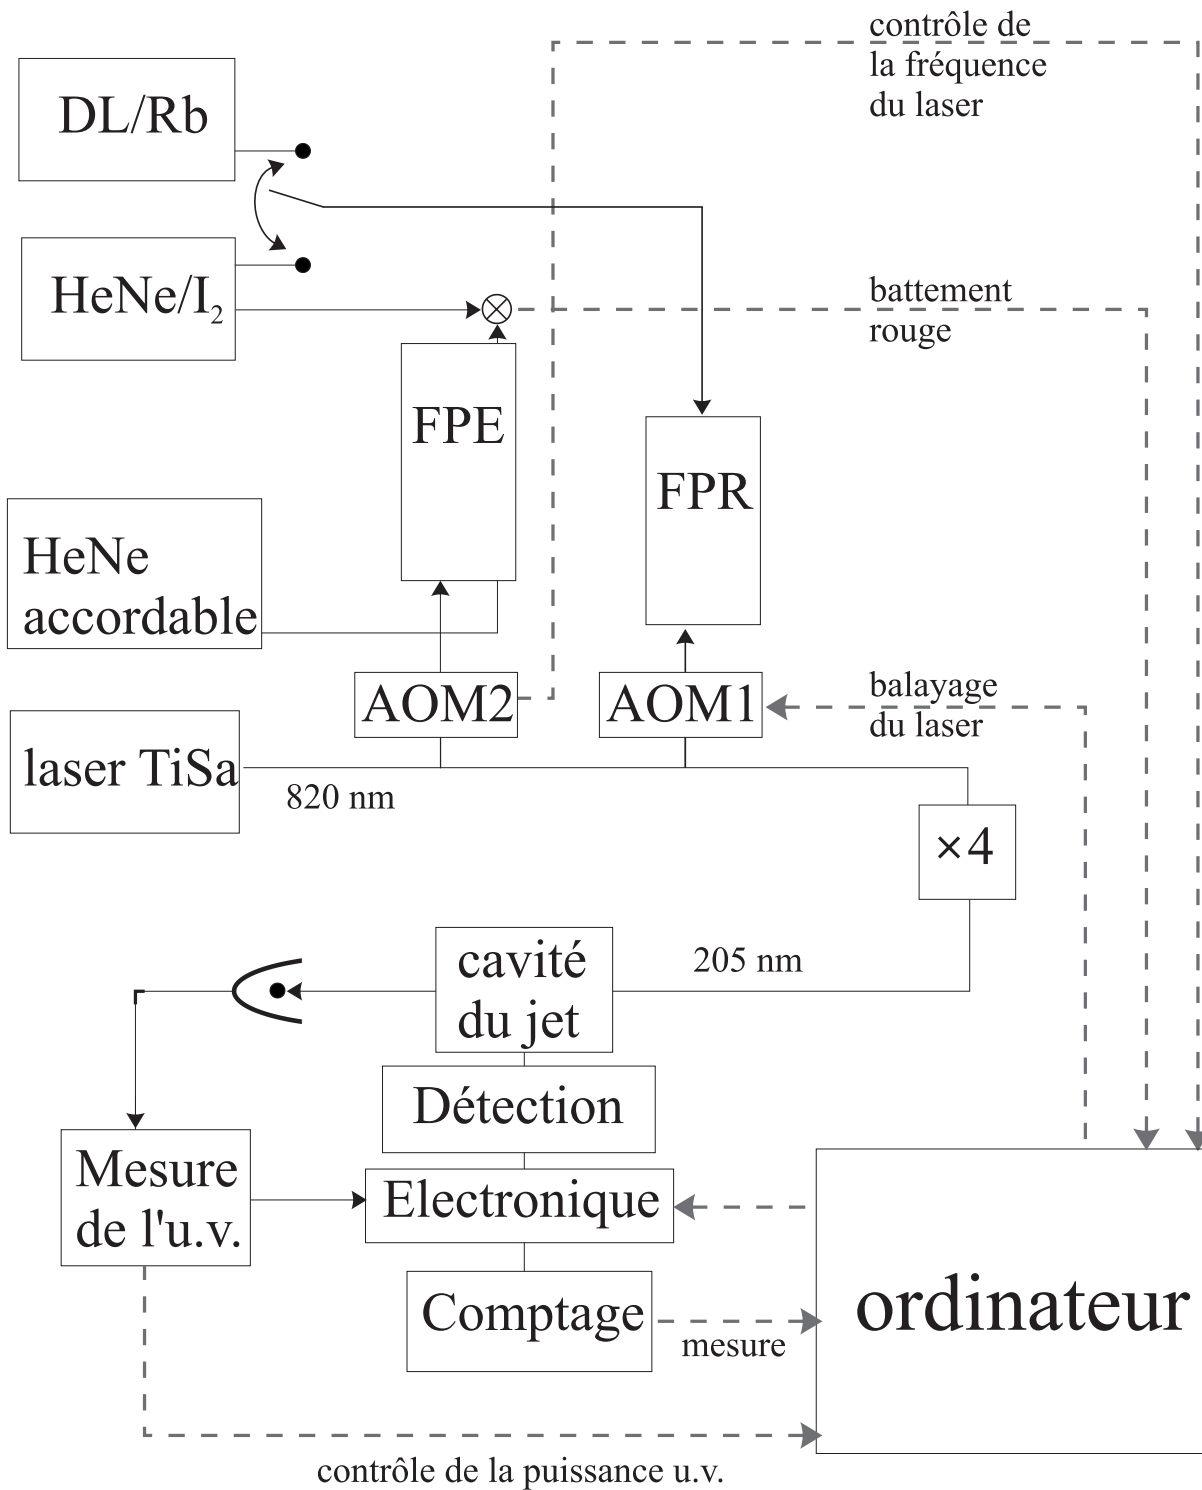 contrôle de
la fréquence
du laser
DL/Rb
HeNe/I₂
battement
rouge
FPE
FPR
HeNe
accordable
AOM2
AOM1
balayage
du laser
laser TiSa
820 nm
×4
cavité
du jet
205 nm
Détection
Mesure
de l'u.v.
Electronique
Comptage
mesure
ordinateur
contrôle de la puissance u.v.